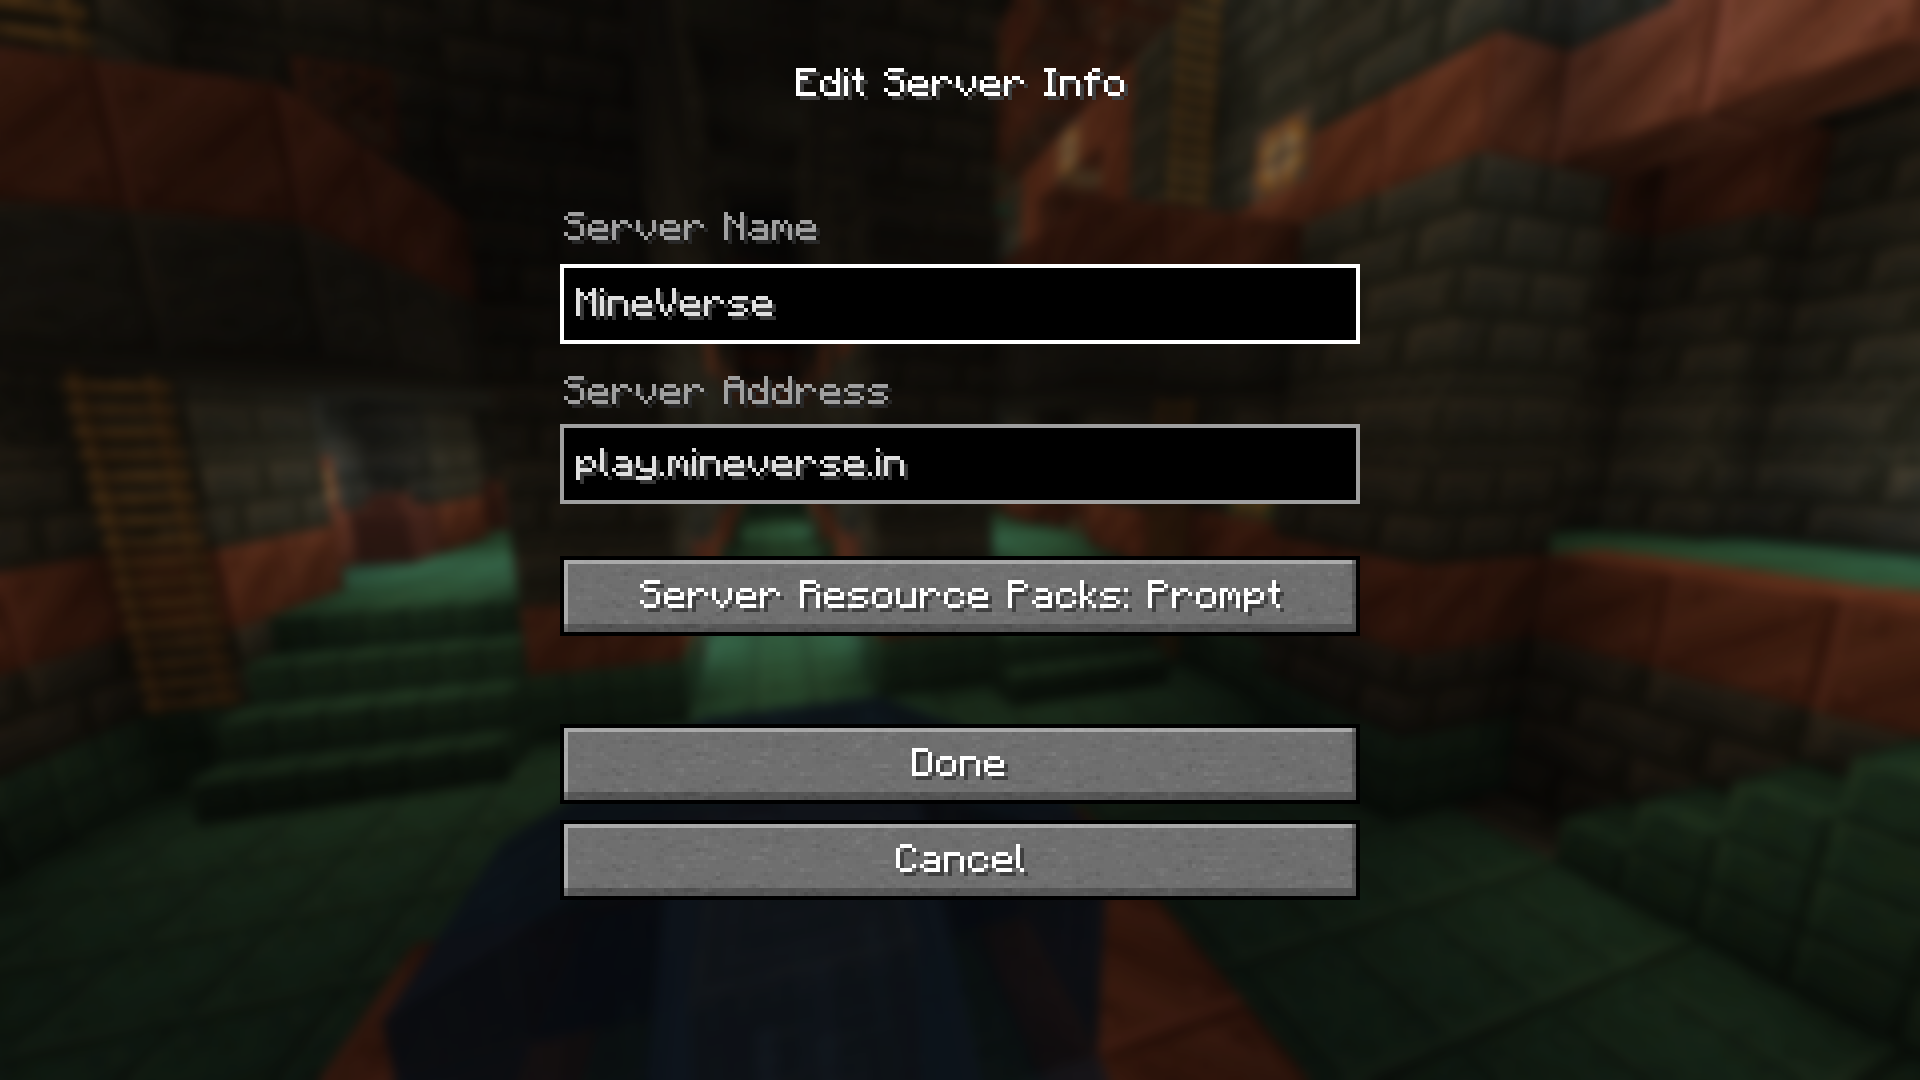 Edit Server Info
Server Name
MineVerse
Server Address
play.mineverse.in
Server Resource Packs: Prompt
Done
Cancel